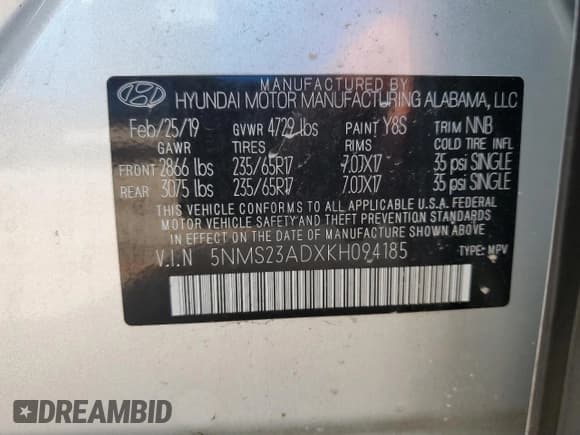 MANUFACTURED BY
HYUNDAI MOTOR MANUFACTURING ALABAMA, LLC
Feb/25/19 GVWR 4729 lbs PAINT Y8S TRIM NNB
GAWR TIRES RIMS COLD TIRE INFL
FRONT 2866 lbs 235/65R17 7.0JX17 35 psi SINGLE
REAR 3075 lbs 235/65R17 7.0JX17 35 psi SINGLE
THIS VEHICLE CONFORMS TO ALL APPLICABLE U.S.A. FEDERAL
MOTOR VEHICLE SAFETY AND THEFT PREVENTION STANDARDS
IN EFFECT ON THE DATE OF MANUFACTURE SHOWN ABOVE.
V.I.N 5NMS23ADXKH094185 TYPE: MPV
DREAMBID